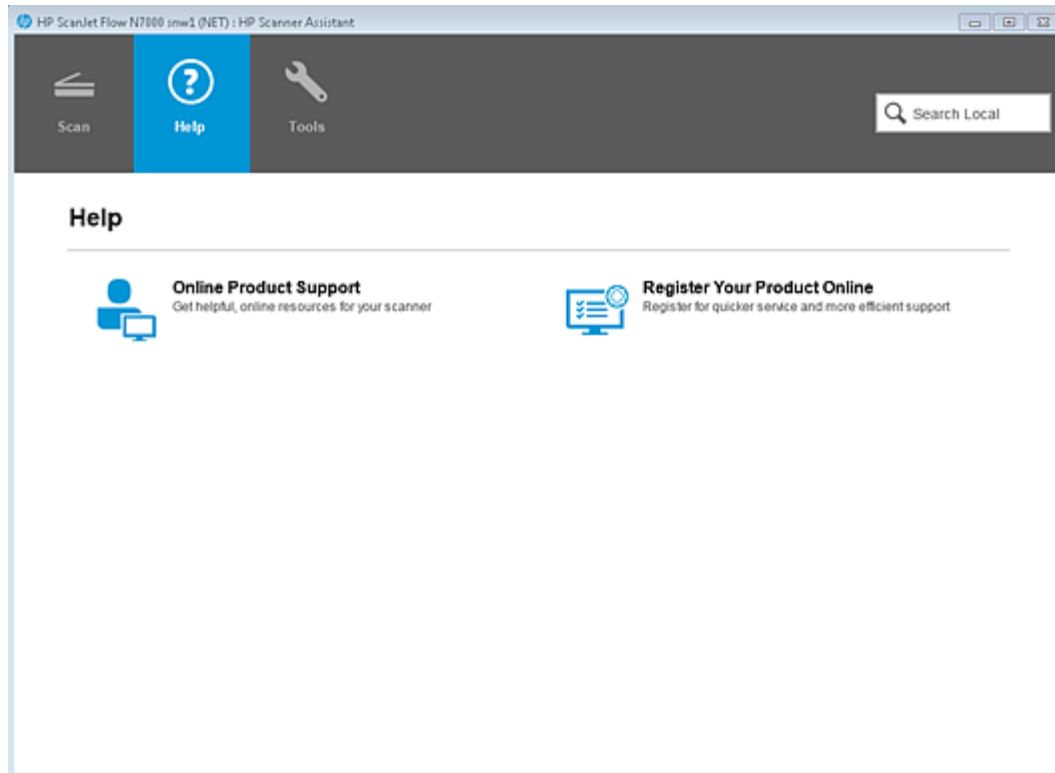 HP ScanJet Flow N7000 snw1 (NET) : HP Scanner Assistant
Scan
Help
Tools
Search Local
Help
Online Product Support
Get helpful, online resources for your scanner
Register Your Product Online
Register for quicker service and more efficient support